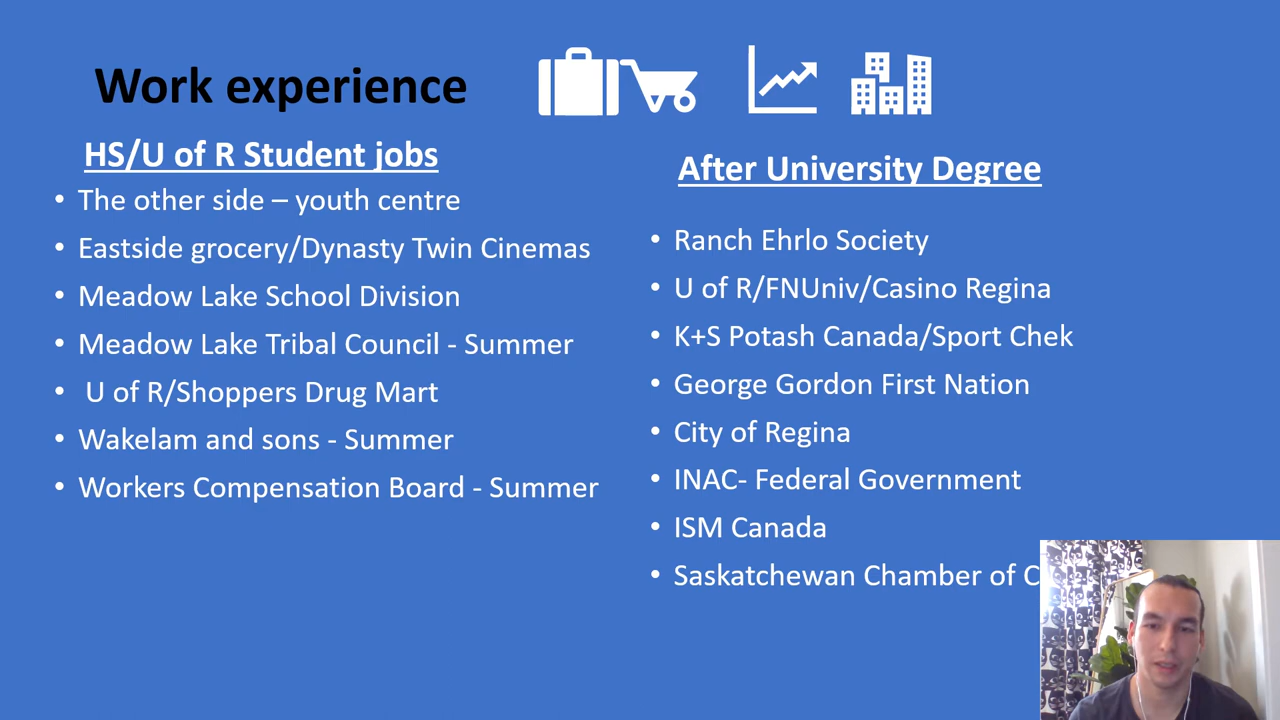 Work experience
HS/U of R Student jobs
• The other side – youth centre
• Eastside grocery/Dynasty Twin Cinemas
• Meadow Lake School Division
• Meadow Lake Tribal Council - Summer
• U of R/Shoppers Drug Mart
• Wakelam and sons - Summer
• Workers Compensation Board - Summer
After University Degree
• Ranch Ehrlo Society
• U of R/FNUniv/Casino Regina
• K+S Potash Canada/Sport Chek
• George Gordon First Nation
• City of Regina
• INAC- Federal Government
• ISM Canada
• Saskatchewan Chamber of